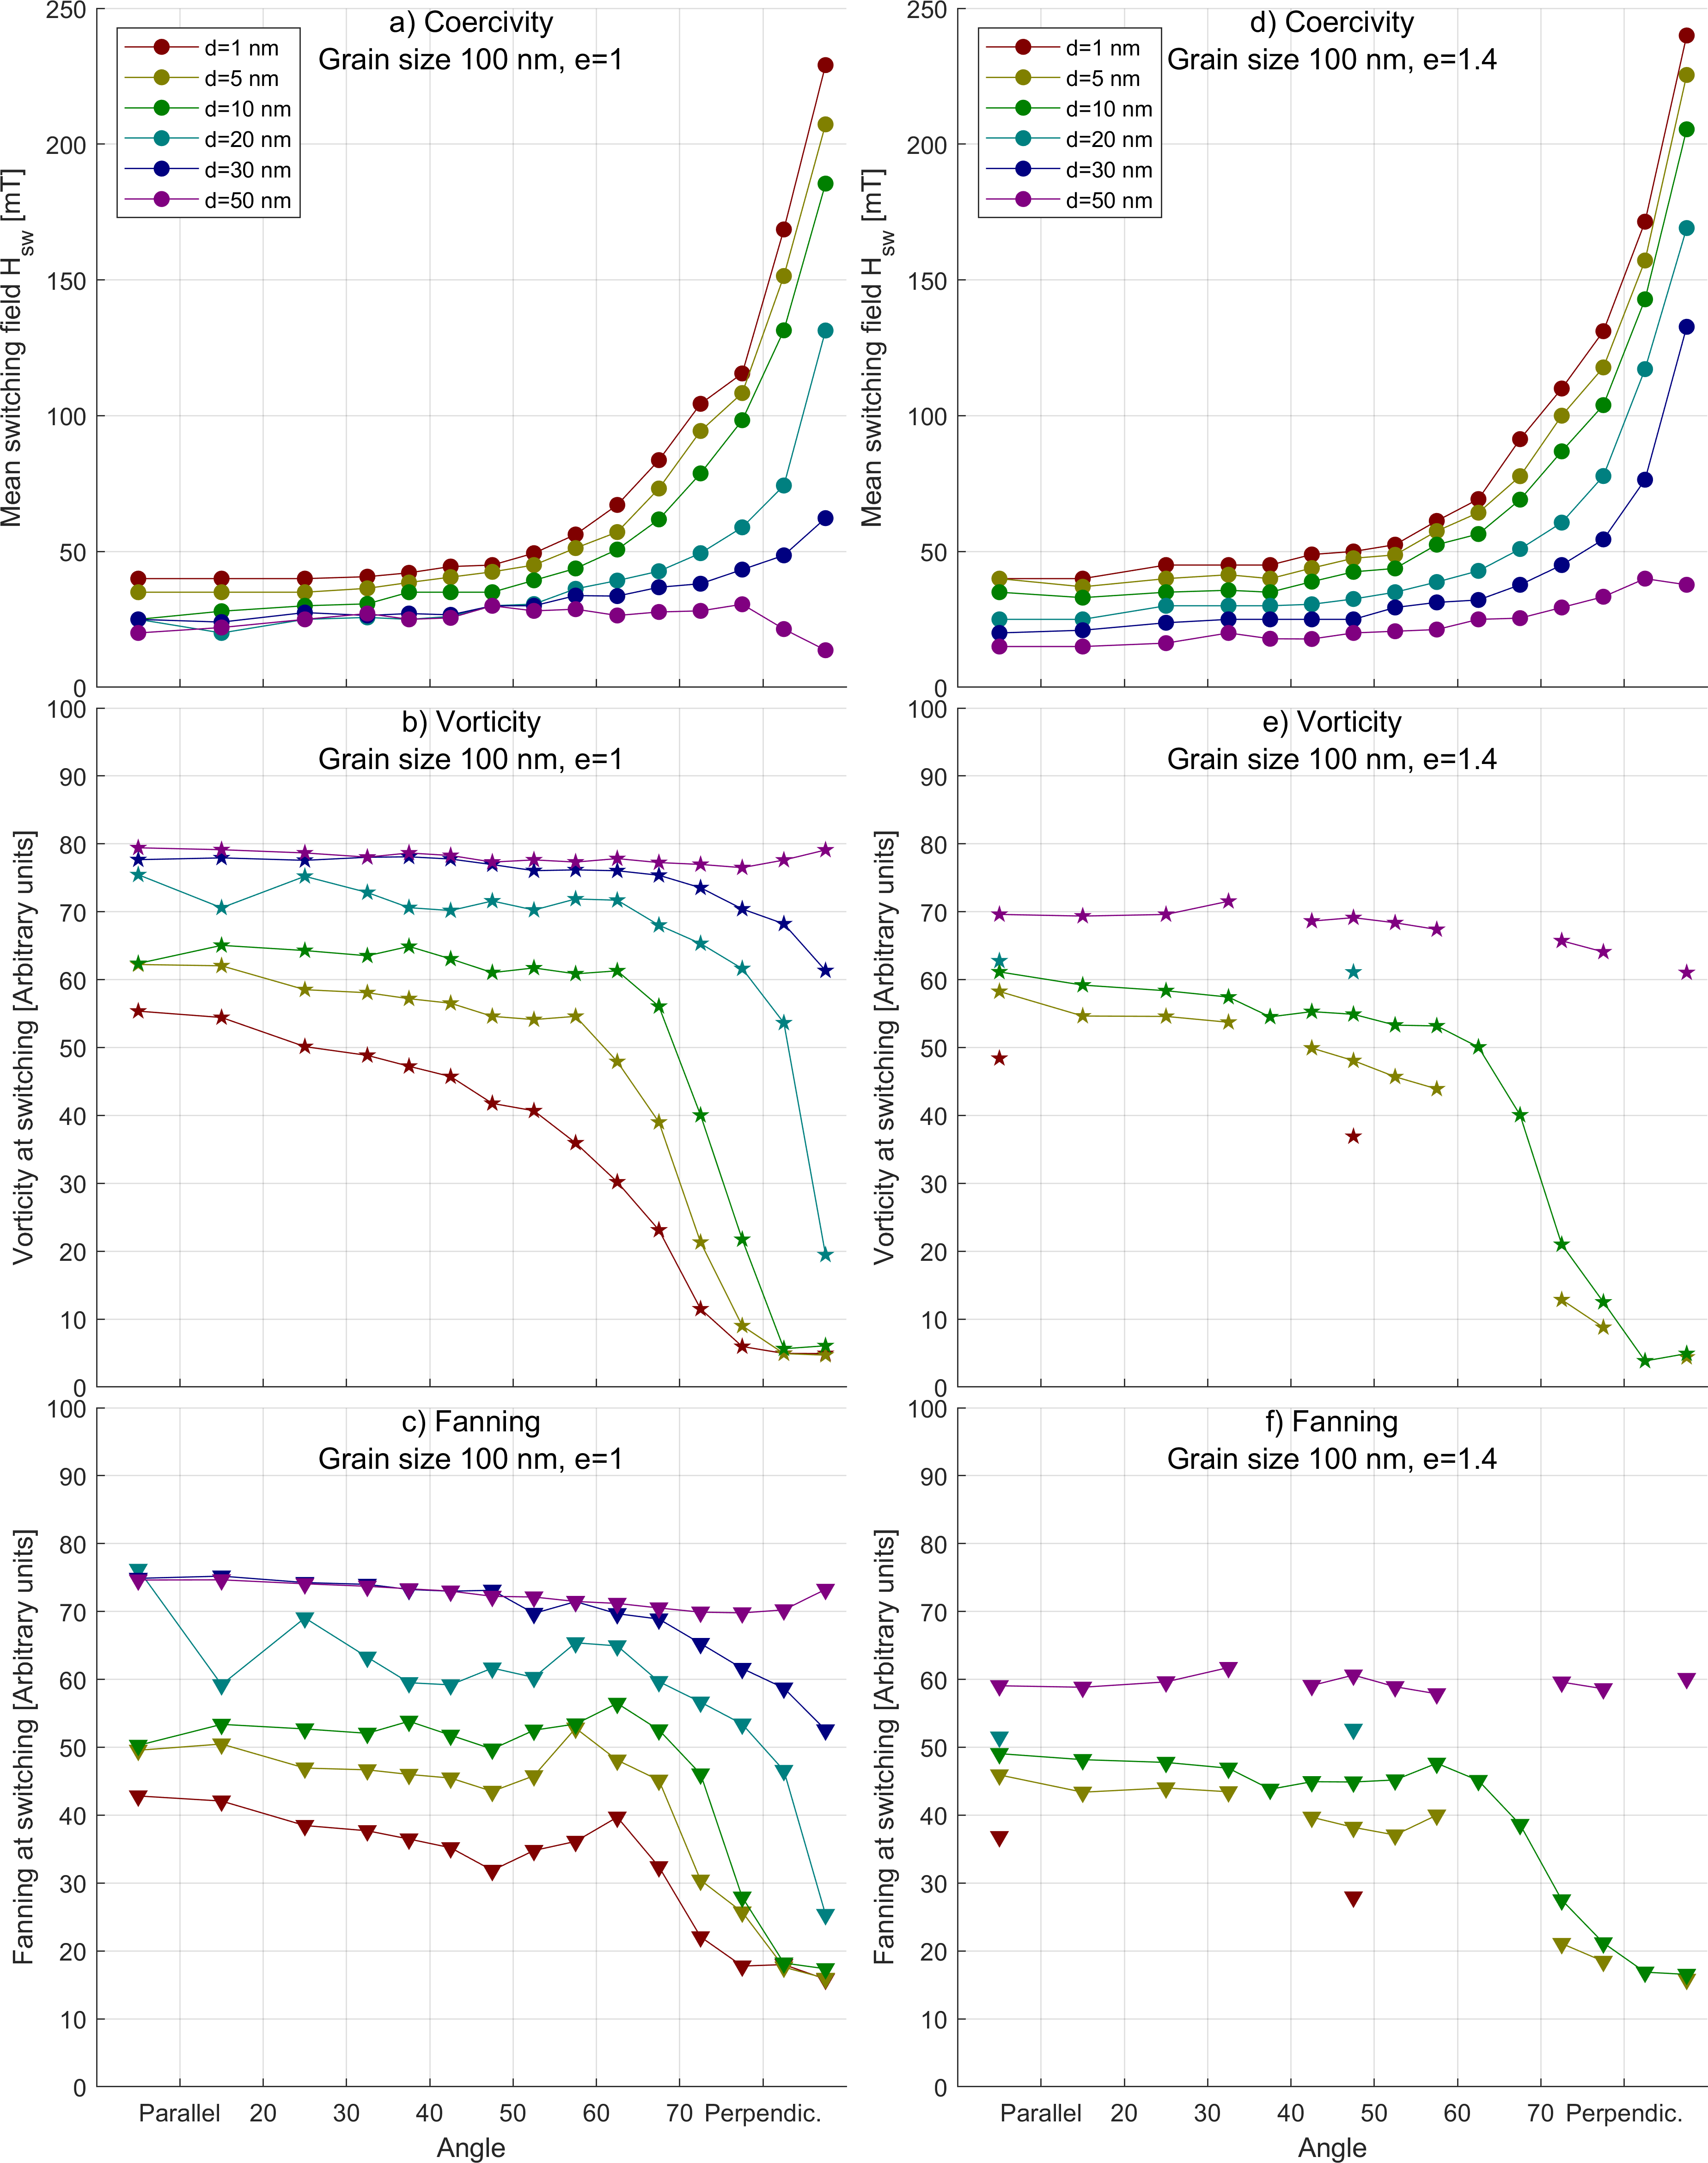 a) Coercivity
Grain size 100 nm, e=1
d=1 nm
d=5 nm
d=10 nm
d=20 nm
d=30 nm
d=50 nm
Mean switching field Hsw [mT]
250
200
150
100
50
0
d) Coercivity
Grain size 100 nm, e=1.4
d=1 nm
d=5 nm
d=10 nm
d=20 nm
d=30 nm
d=50 nm
Mean switching field Hsw [mT]
250
200
150
100
50
0
b) Vorticity
Grain size 100 nm, e=1
Vorticity at switching [Arbitrary units]
100
90
80
70
60
50
40
30
20
10
0
e) Vorticity
Grain size 100 nm, e=1.4
Vorticity at switching [Arbitrary units]
100
90
80
70
60
50
40
30
20
10
0
c) Fanning
Grain size 100 nm, e=1
Fanning at switching [Arbitrary units]
100
90
80
70
60
50
40
30
20
10
0
Parallel 20 30 40 50 60 70 Perpendic.
Angle
f) Fanning
Grain size 100 nm, e=1.4
Fanning at switching [Arbitrary units]
100
90
80
70
60
50
40
30
20
10
0
Parallel 20 30 40 50 60 70 Perpendic.
Angle